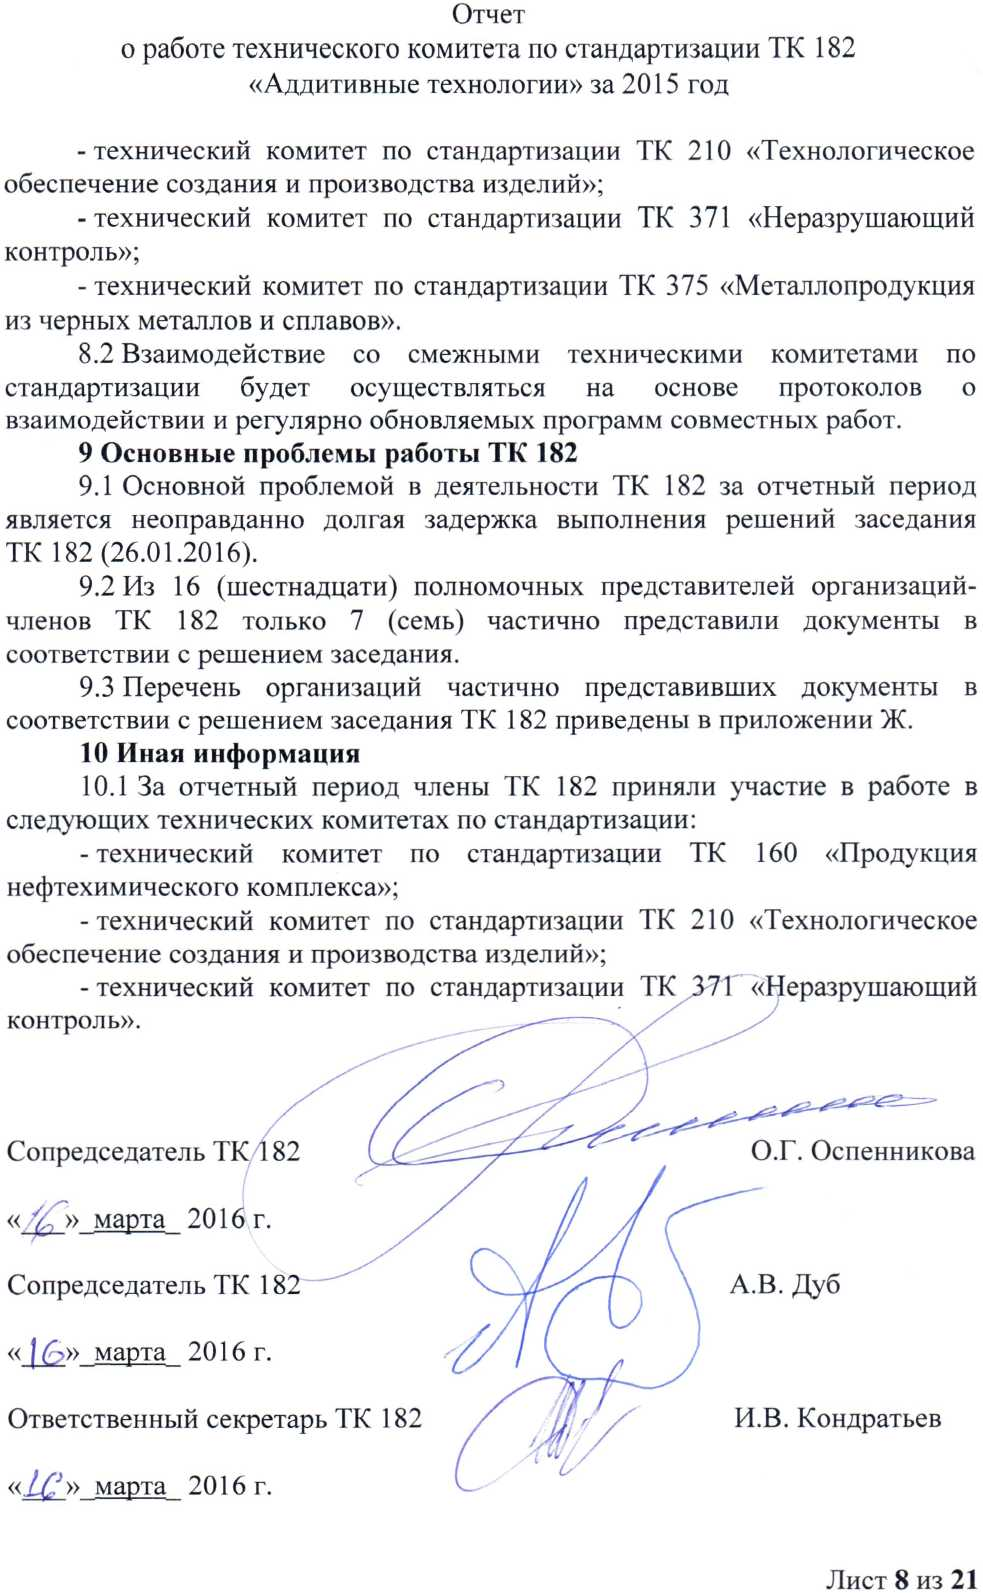 Отчет
о работе технического комитета по стандартизации ТК 182
«Аддитивные технологии» за 2015 год
- технический комитет по стандартизации ТК 210 «Технологическое
обеспечение создания и производства изделий»;
- технический комитет по стандартизации ТК 371 «Неразрушающий
контроль»;
- технический комитет по стандартизации ТК 375 «Металлопродукция
из черных металлов и сплавов».
8.2 Взаимодействие со смежными техническими комитетами по
стандартизации будет осуществляться на основе протоколов о
взаимодействии и регулярно обновляемых программ совместных работ.
9 Основные проблемы работы ТК 182
9.1 Основной проблемой в деятельности ТК 182 за отчетный период
является неоправданно долгая задержка выполнения решений заседания
ТК 182 (26.01.2016).
9.2 Из 16 (шестнадцати) полномочных представителей организаций-
членов ТК 182 только 7 (семь) частично представили документы в
соответствии с решением заседания.
9.3 Перечень организаций частично представивших документы в
соответствии с решением заседания ТК 182 приведены в приложении Ж.
10 Иная информация
10.1 За отчетный период члены ТК 182 приняли участие в работе в
следующих технических комитетах по стандартизации:
- технический комитет по стандартизации ТК 160 «Продукция
нефтехимического комплекса»;
- технический комитет по стандартизации ТК 210 «Технологическое
обеспечение создания и производства изделий»;
- технический комитет по стандартизации ТК 371 «Неразрушающий
контроль».
Сопредседатель ТК 182 О.Г. Оспенникова
«16»_марта_ 2016 г.
Сопредседатель ТК 182 А.В. Дуб
«16»_марта_ 2016 г.
Ответственный секретарь ТК 182 И.В. Кондратьев
«16»_марта_ 2016 г.
Лист 8 из 21